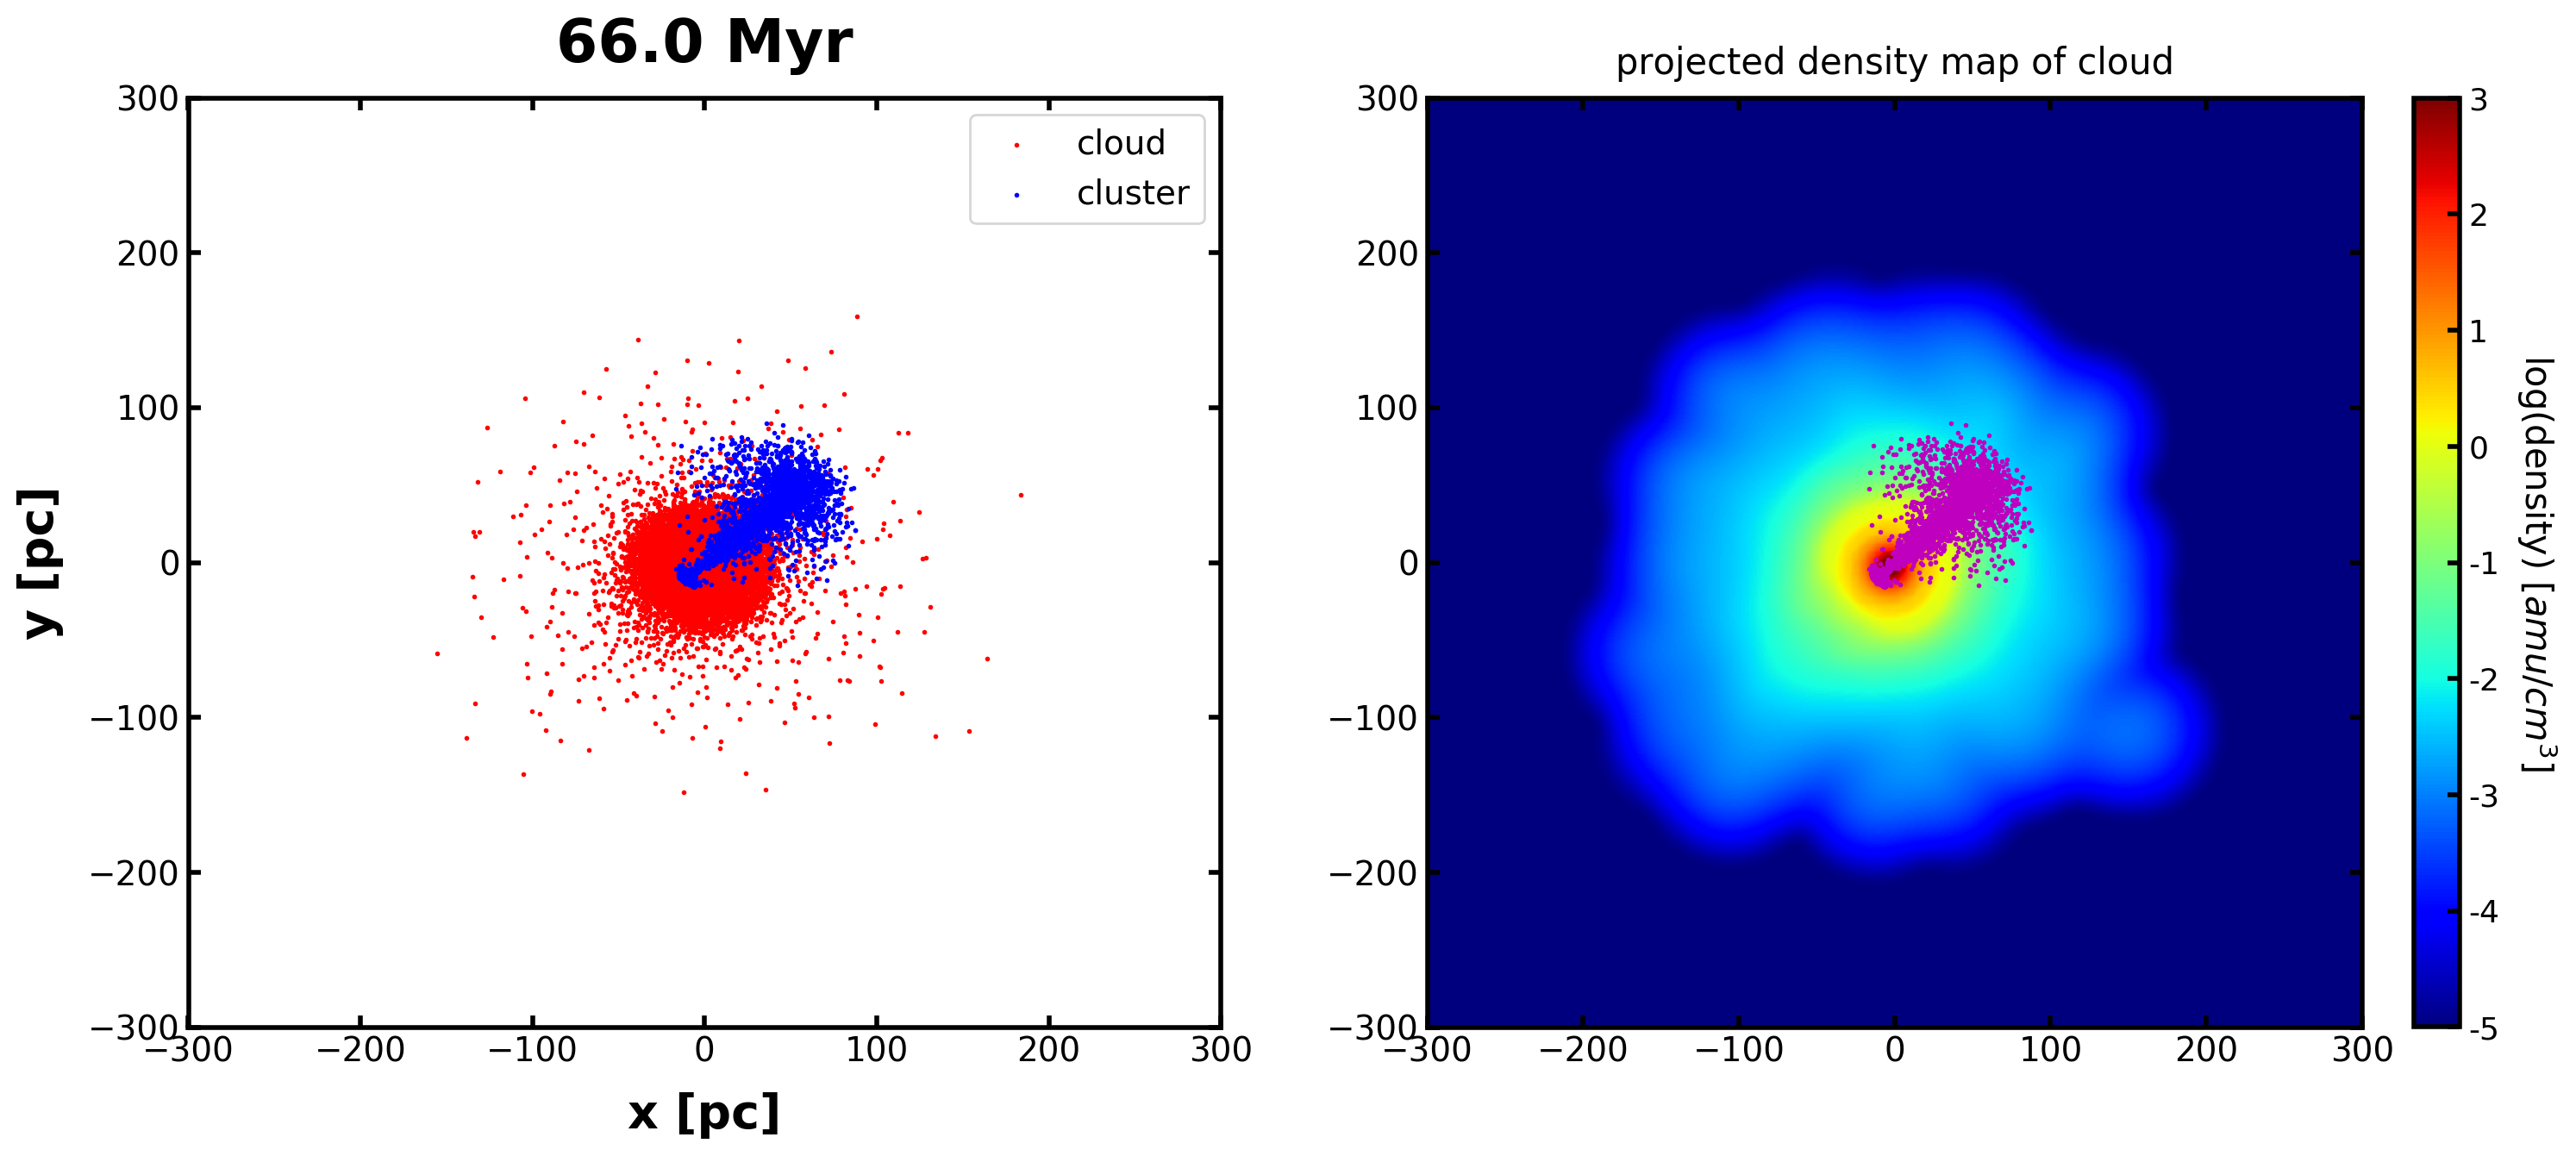 66.0 Myr
projected density map of cloud
cloud
cluster
300
200
100
0
−100
−200
−300
y [pc]
−300 −200 −100 0 100 200 300
x [pc]
300
200
100
0
−100
−200
−300
−300 −200 −100 0 100 200 300
3
2
1
0
-1
-2
-3
-4
-5
log(density) [amu/cm³]